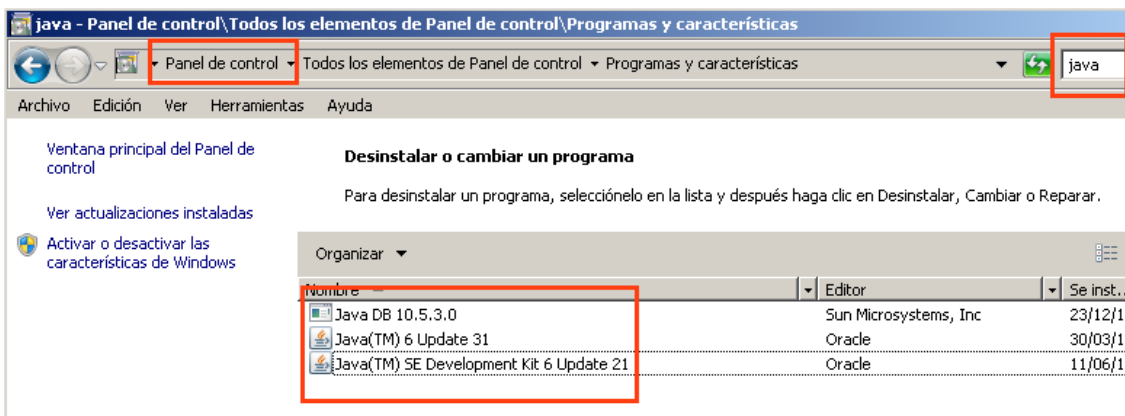 java - Panel de control\Todos los elementos de Panel de control\Programas y características
Panel de control Todos los elementos de Panel de control Programas y características java
Archivo Edición Ver Herramientas Ayuda
Ventana principal del Panel de control
Ver actualizaciones instaladas
Activar o desactivar las características de Windows
Desinstalar o cambiar un programa
Para desinstalar un programa, selecciónelo en la lista y después haga clic en Desinstalar, Cambiar o Reparar.
Organizar
Nombre Editor Se inst..
Java DB 10.5.3.0 Sun Microsystems, Inc 23/12/1
Java(TM) 6 Update 31 Oracle 30/03/1
Java(TM) SE Development Kit 6 Update 21 Oracle 11/06/1